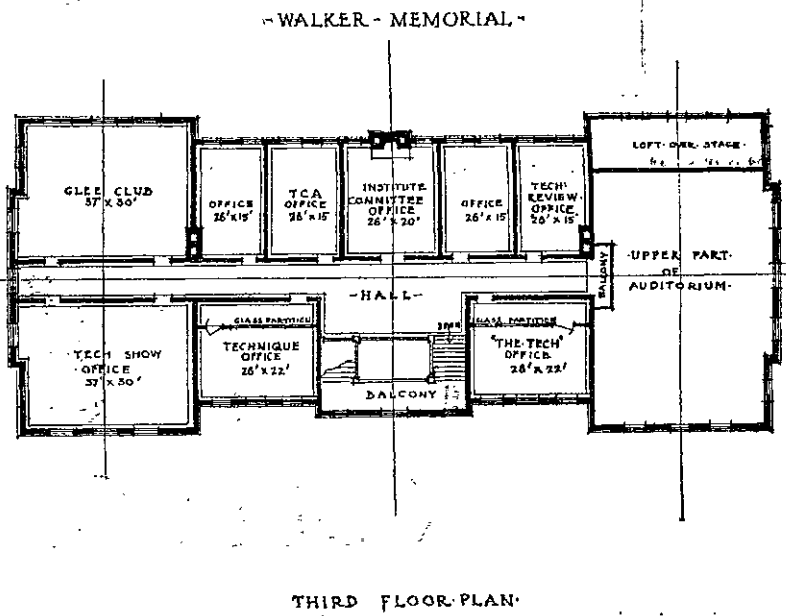 -WALKER-MEMORIAL-
LOFT·OVER·STAGE·
GLEE CLUB
37' x 30'
OFFICE
26' x 15'
TCA
OFFICE
26' x 15'
INSTITUTE
COMMITTEE
OFFICE
26' x 20'
OFFICE
26' x 15'
TECH·
REVIEW·
OFFICE·
26' x 15'
-HALL-
BALCONY
·UPPER PART·
OF
AUDITORIUM·
GLASS PARTITION
GLASS PARTITION
TECH SHOW
OFFICE
37' x 30'
TECHNIQUE
OFFICE
26' x 22'
"THE·TECH"
OFFICE
26' x 22'
BALCONY
THIRD FLOOR·PLAN·